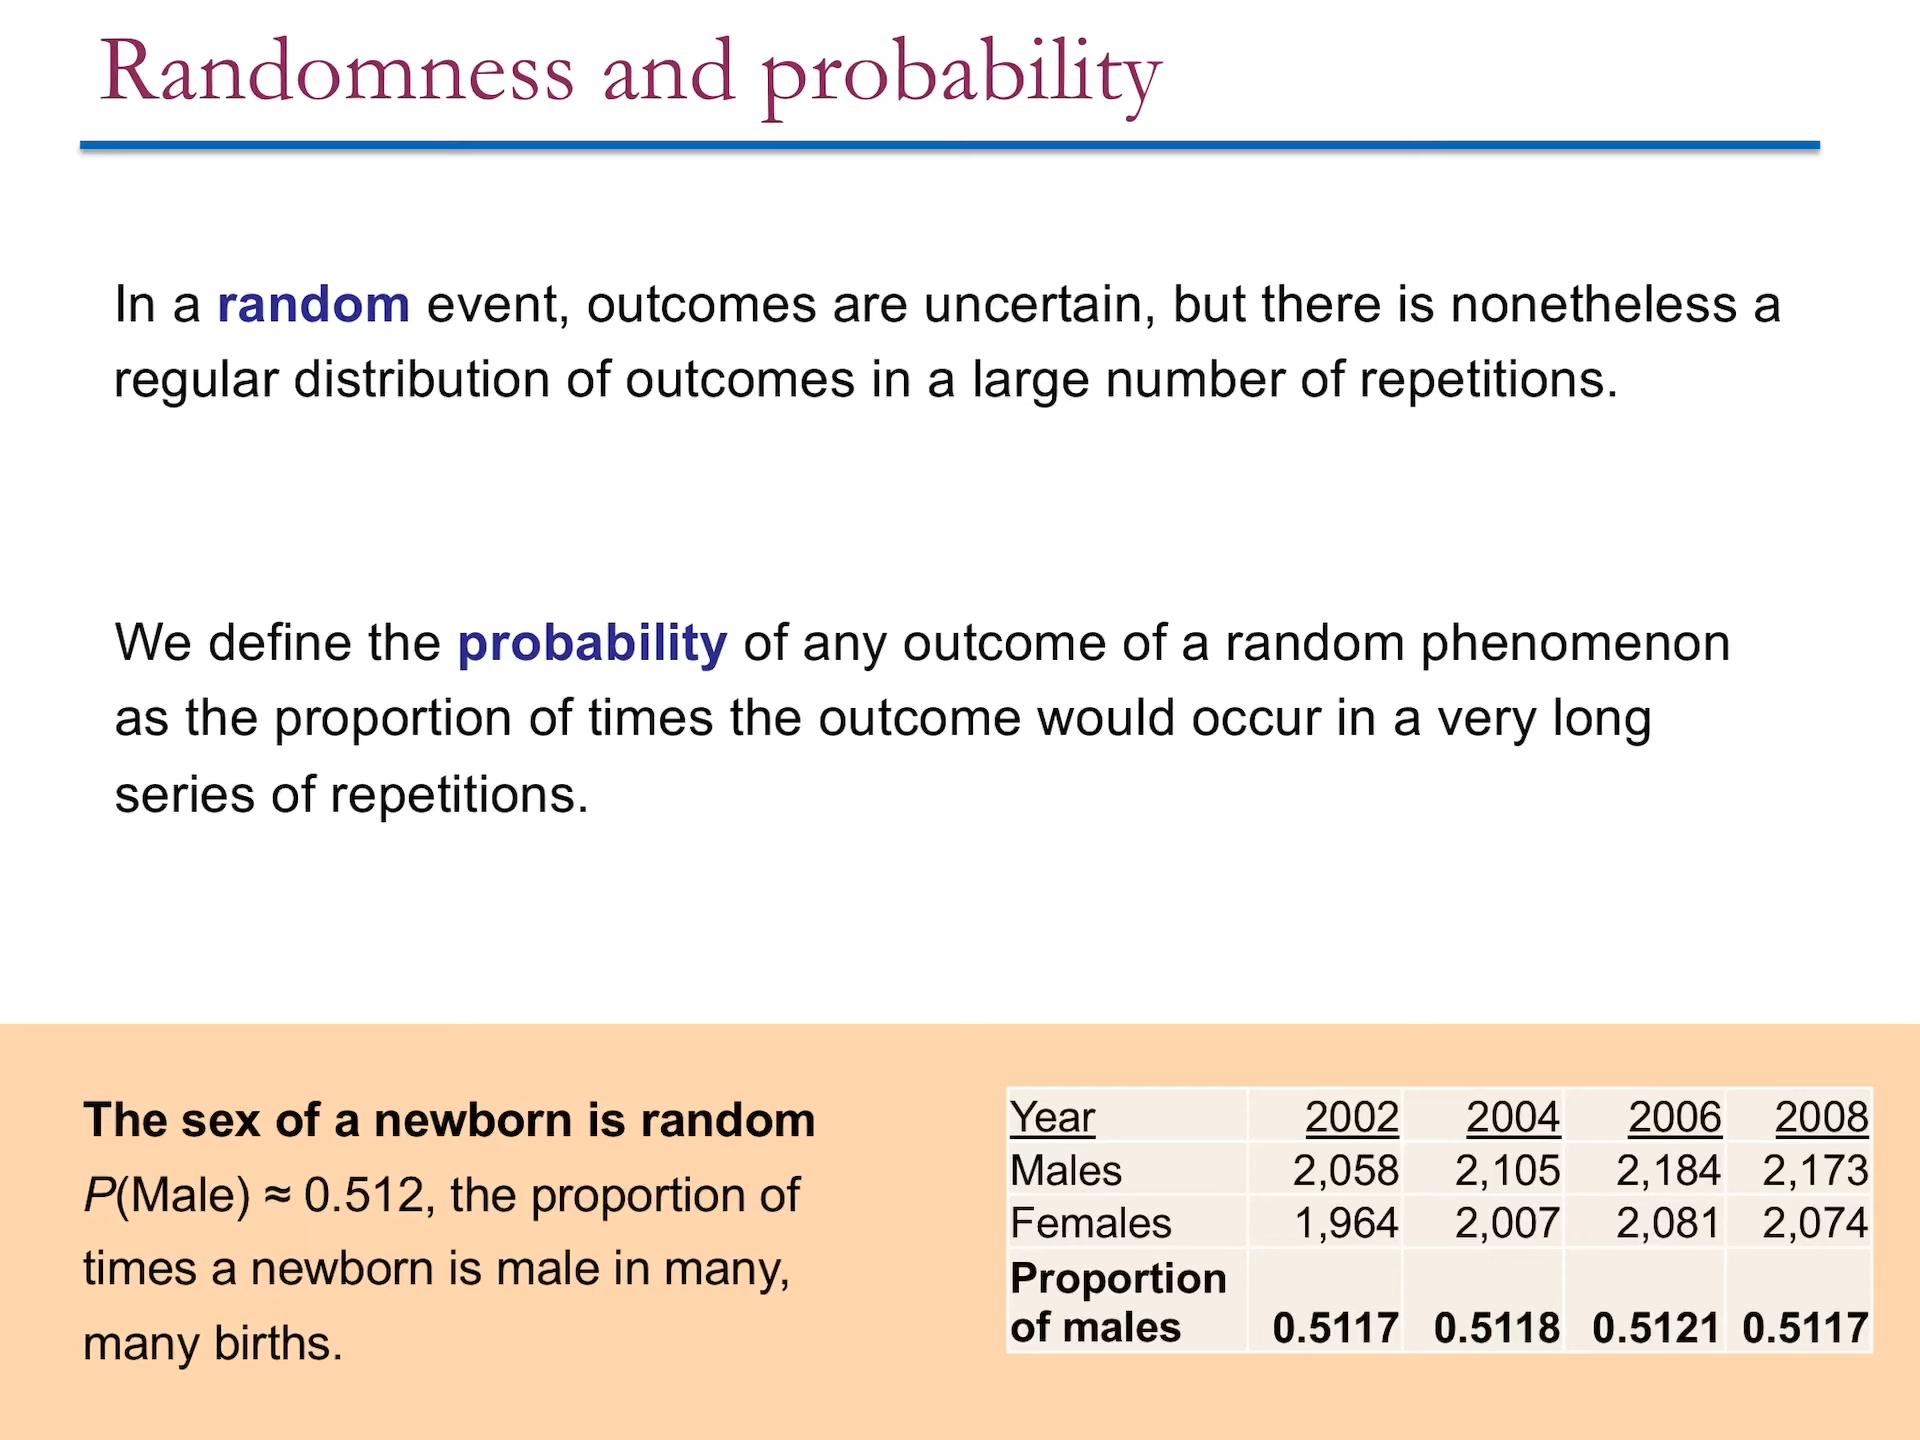 Randomness and probability
In a random event, outcomes are uncertain, but there is nonetheless a
regular distribution of outcomes in a large number of repetitions.
We define the probability of any outcome of a random phenomenon
as the proportion of times the outcome would occur in a very long
series of repetitions.
The sex of a newborn is random
P(Male) ≈ 0.512, the proportion of
times a newborn is male in many,
many births.
Year 2002 2004 2006 2008
Males 2,058 2,105 2,184 2,173
Females 1,964 2,007 2,081 2,074
Proportion
of males 0.5117 0.5118 0.5121 0.5117